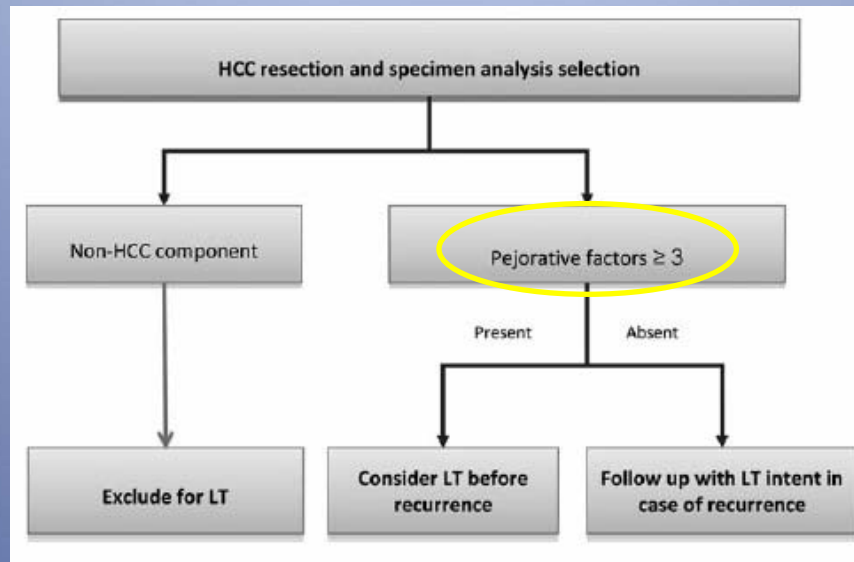 HCC resection and specimen analysis selection
Non-HCC component
Pejorative factors ≥ 3
Present
Absent
Exclude for LT
Consider LT before
recurrence
Follow up with LT intent in
case of recurrence